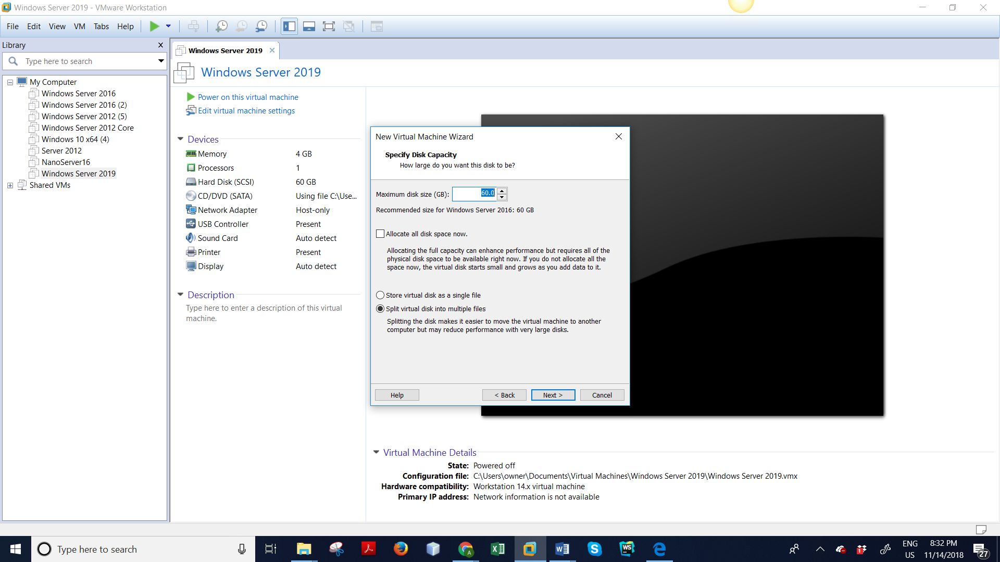 Windows Server 2019 - VMware Workstation
File Edit View VM Tabs Help
Library
Type here to search
My Computer
Windows Server 2016
Windows Server 2016 (2)
Windows Server 2012 (5)
Windows Server 2012 Core
Windows 10 x64 (4)
Server 2012
NanoServer16
Windows Server 2019
Shared VMs
Windows Server 2019
Windows Server 2019
Power on this virtual machine
Edit virtual machine settings
Devices
Memory 4 GB
Processors 1
Hard Disk (SCSI) 60 GB
CD/DVD (SATA) Using file C:\Use...
Network Adapter Host-only
USB Controller Present
Sound Card Auto detect
Printer Present
Display Auto detect
Description
Type here to enter a description of this virtual
machine.
New Virtual Machine Wizard
Specify Disk Capacity
How large do you want this disk to be?
Maximum disk size (GB): 60.0
Recommended size for Windows Server 2016: 60 GB
Allocate all disk space now.
Allocating the full capacity can enhance performance but requires all of the
physical disk space to be available right now. If you do not allocate all the
space now, the virtual disk starts small and grows as you add data to it.
Store virtual disk as a single file
Split virtual disk into multiple files
Splitting the disk makes it easier to move the virtual machine to another
computer but may reduce performance with very large disks.
Help < Back Next > Cancel
Virtual Machine Details
State: Powered off
Configuration file: C:\Users\owner\Documents\Virtual Machines\Windows Server 2019\Windows Server 2019.vmx
Hardware compatibility: Workstation 14.x virtual machine
Primary IP address: Network information is not available
Type here to search
WS
ENG
US
8:32 PM
11/14/2018
27